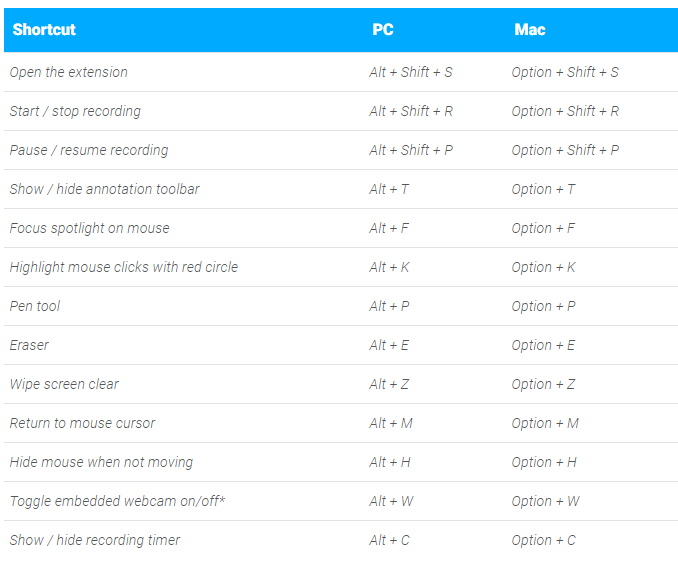 Shortcut PC Mac
Open the extension Alt + Shift + S Option + Shift + S
Start / stop recording Alt + Shift + R Option + Shift + R
Pause / resume recording Alt + Shift + P Option + Shift + P
Show / hide annotation toolbar Alt + T Option + T
Focus spotlight on mouse Alt + F Option + F
Highlight mouse clicks with red circle Alt + K Option + K
Pen tool Alt + P Option + P
Eraser Alt + E Option + E
Wipe screen clear Alt + Z Option + Z
Return to mouse cursor Alt + M Option + M
Hide mouse when not moving Alt + H Option + H
Toggle embedded webcam on/off* Alt + W Option + W
Show / hide recording timer Alt + C Option + C